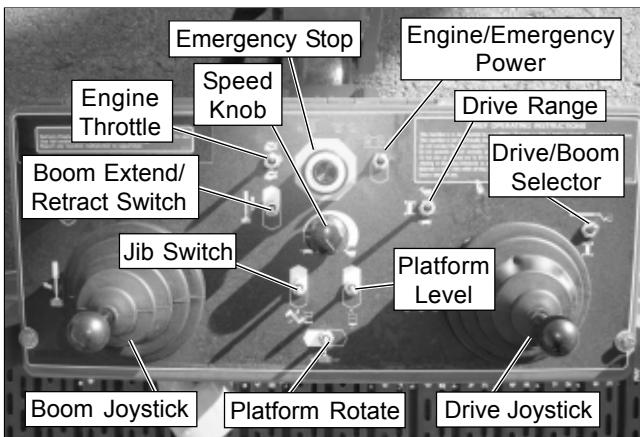 Emergency Stop
Engine/Emergency
Power
Speed
Knob
Engine
Throttle
Drive Range
Boom Extend/
Retract Switch
Drive/Boom
Selector
Jib Switch
Platform
Level
Boom Joystick
Platform Rotate
Drive Joystick